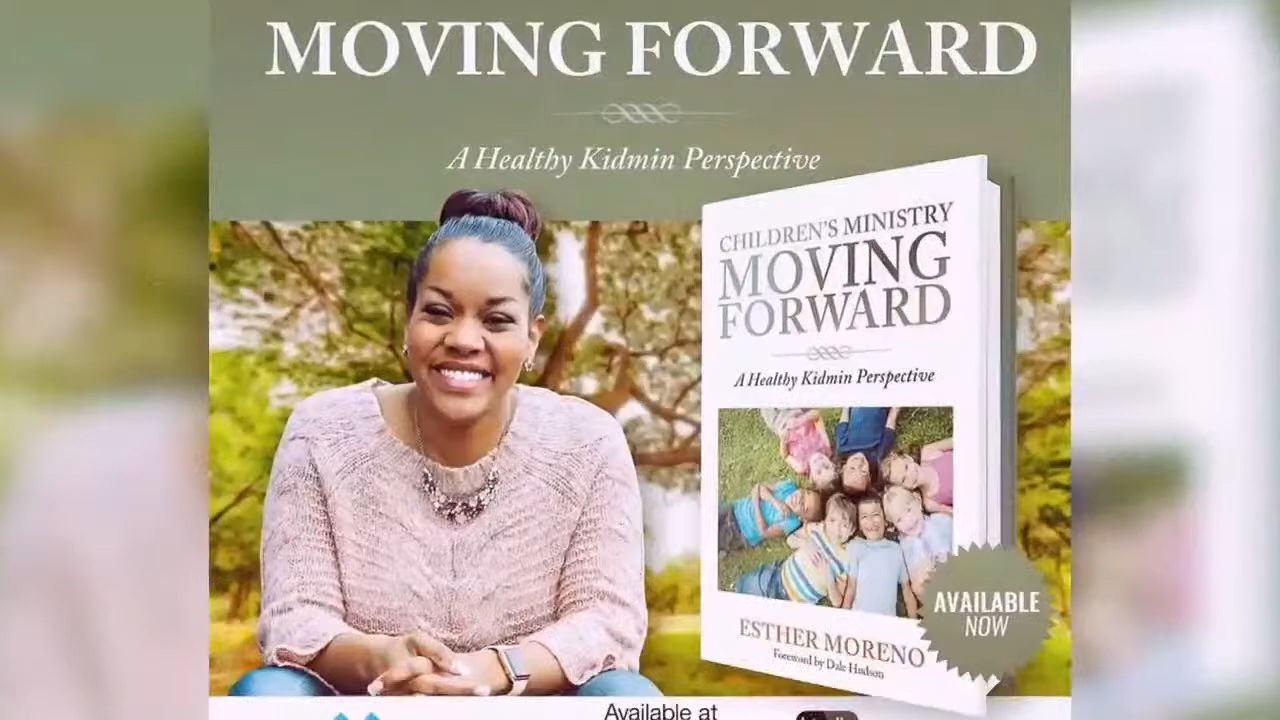 MOVING FORWARD
A Healthy Kidmin Perspective
CHILDREN'S MINISTRY
MOVING
FORWARD
A Healthy Kidmin Perspective
ESTHER MORENO
Foreword by Dale Hudson
AVAILABLE
NOW
Available at